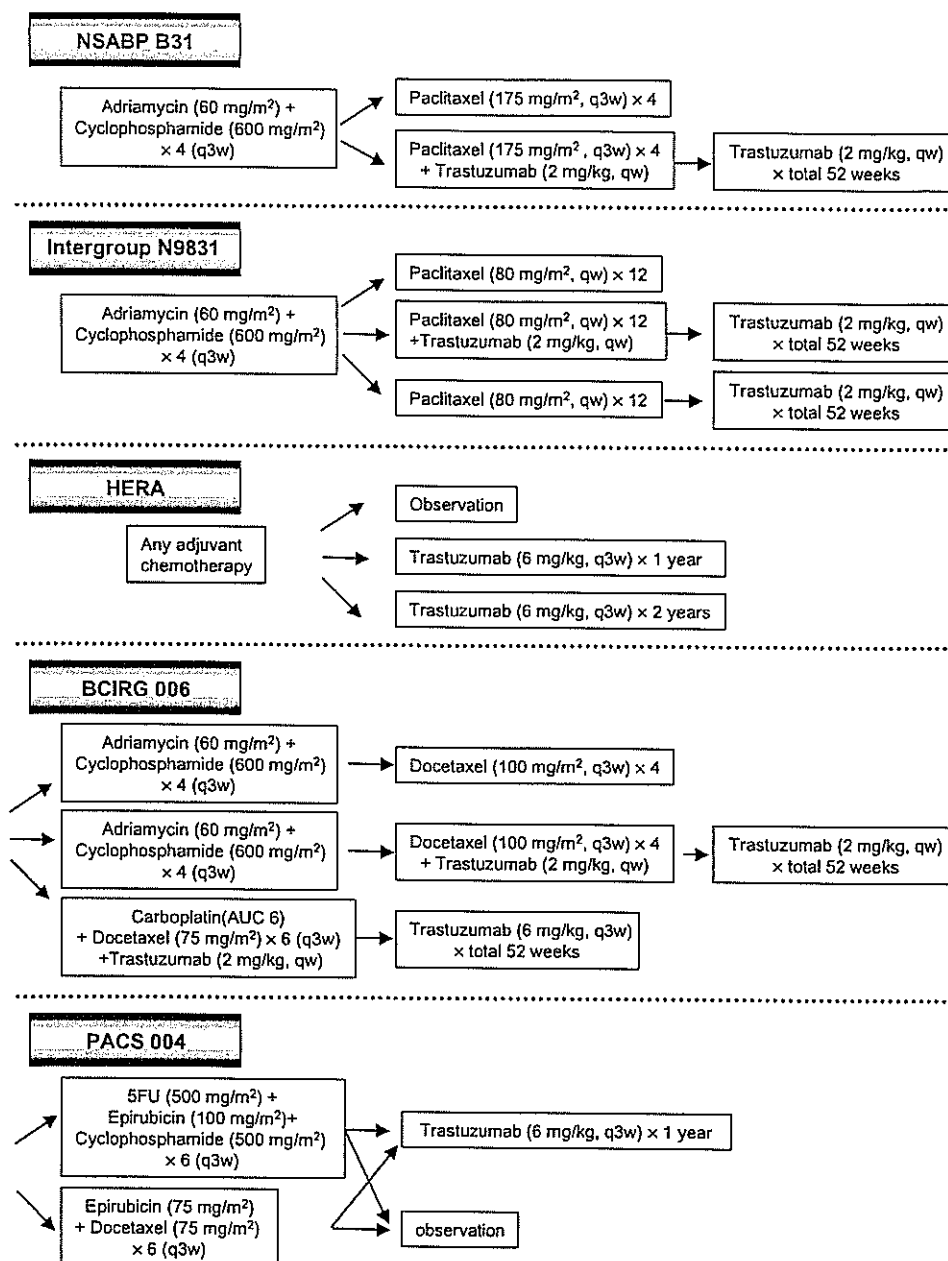 NSABP B31
Adriamycin (60 mg/m²) +
Cyclophosphamide (600 mg/m²)
× 4 (q3w)
Paclitaxel (175 mg/m², q3w) × 4
Paclitaxel (175 mg/m², q3w) × 4
+ Trastuzumab (2 mg/kg, qw)
Trastuzumab (2 mg/kg, qw)
× total 52 weeks
Intergroup N9831
Adriamycin (60 mg/m²) +
Cyclophosphamide (600 mg/m²)
× 4 (q3w)
Paclitaxel (80 mg/m², qw) × 12
Paclitaxel (80 mg/m², qw) × 12
+Trastuzumab (2 mg/kg, qw)
Trastuzumab (2 mg/kg, qw)
× total 52 weeks
Paclitaxel (80 mg/m², qw) × 12
Trastuzumab (2 mg/kg, qw)
× total 52 weeks
HERA
Any adjuvant
chemotherapy
Observation
Trastuzumab (6 mg/kg, q3w) × 1 year
Trastuzumab (6 mg/kg, q3w) × 2 years
BCIRG 006
Adriamycin (60 mg/m²) +
Cyclophosphamide (600 mg/m²)
× 4 (q3w)
Docetaxel (100 mg/m², q3w) × 4
Adriamycin (60 mg/m²) +
Cyclophosphamide (600 mg/m²)
× 4 (q3w)
Docetaxel (100 mg/m², q3w) × 4
+ Trastuzumab (2 mg/kg, qw)
Trastuzumab (2 mg/kg, qw)
× total 52 weeks
Carboplatin(AUC 6)
+ Docetaxel (75 mg/m²) × 6 (q3w)
+Trastuzumab (2 mg/kg, qw)
Trastuzumab (6 mg/kg, q3w)
× total 52 weeks
PACS 004
5FU (500 mg/m²) +
Epirubicin (100 mg/m²)+
Cyclophosphamide (500 mg/m²)
× 6 (q3w)
Trastuzumab (6 mg/kg, q3w) × 1 year
Epirubicin (75 mg/m²)
+ Docetaxel (75 mg/m²)
× 6 (q3w)
observation